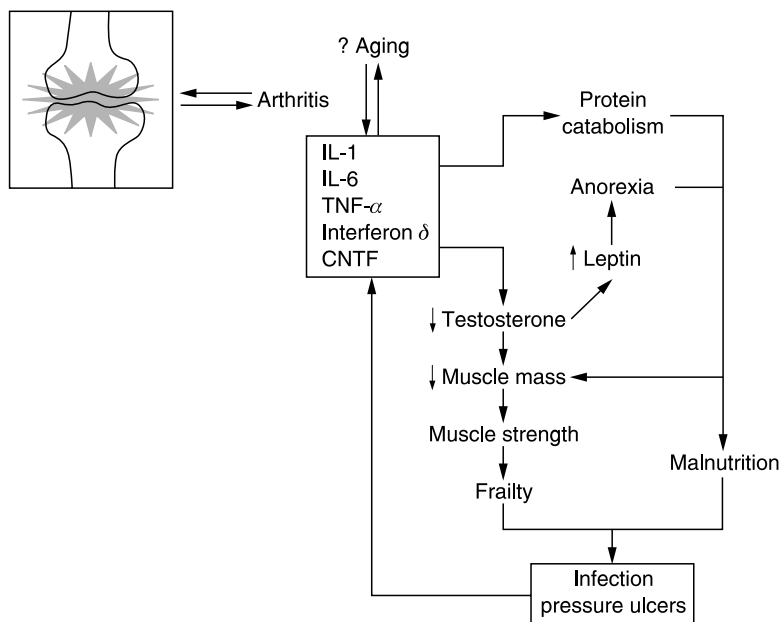 ? Aging
Arthritis
IL-1
IL-6
TNF-α
Interferon δ
CNTF
Protein
catabolism
Anorexia
↑ Leptin
↓ Testosterone
↓ Muscle mass
Muscle strength
Frailty
Malnutrition
Infection
pressure ulcers